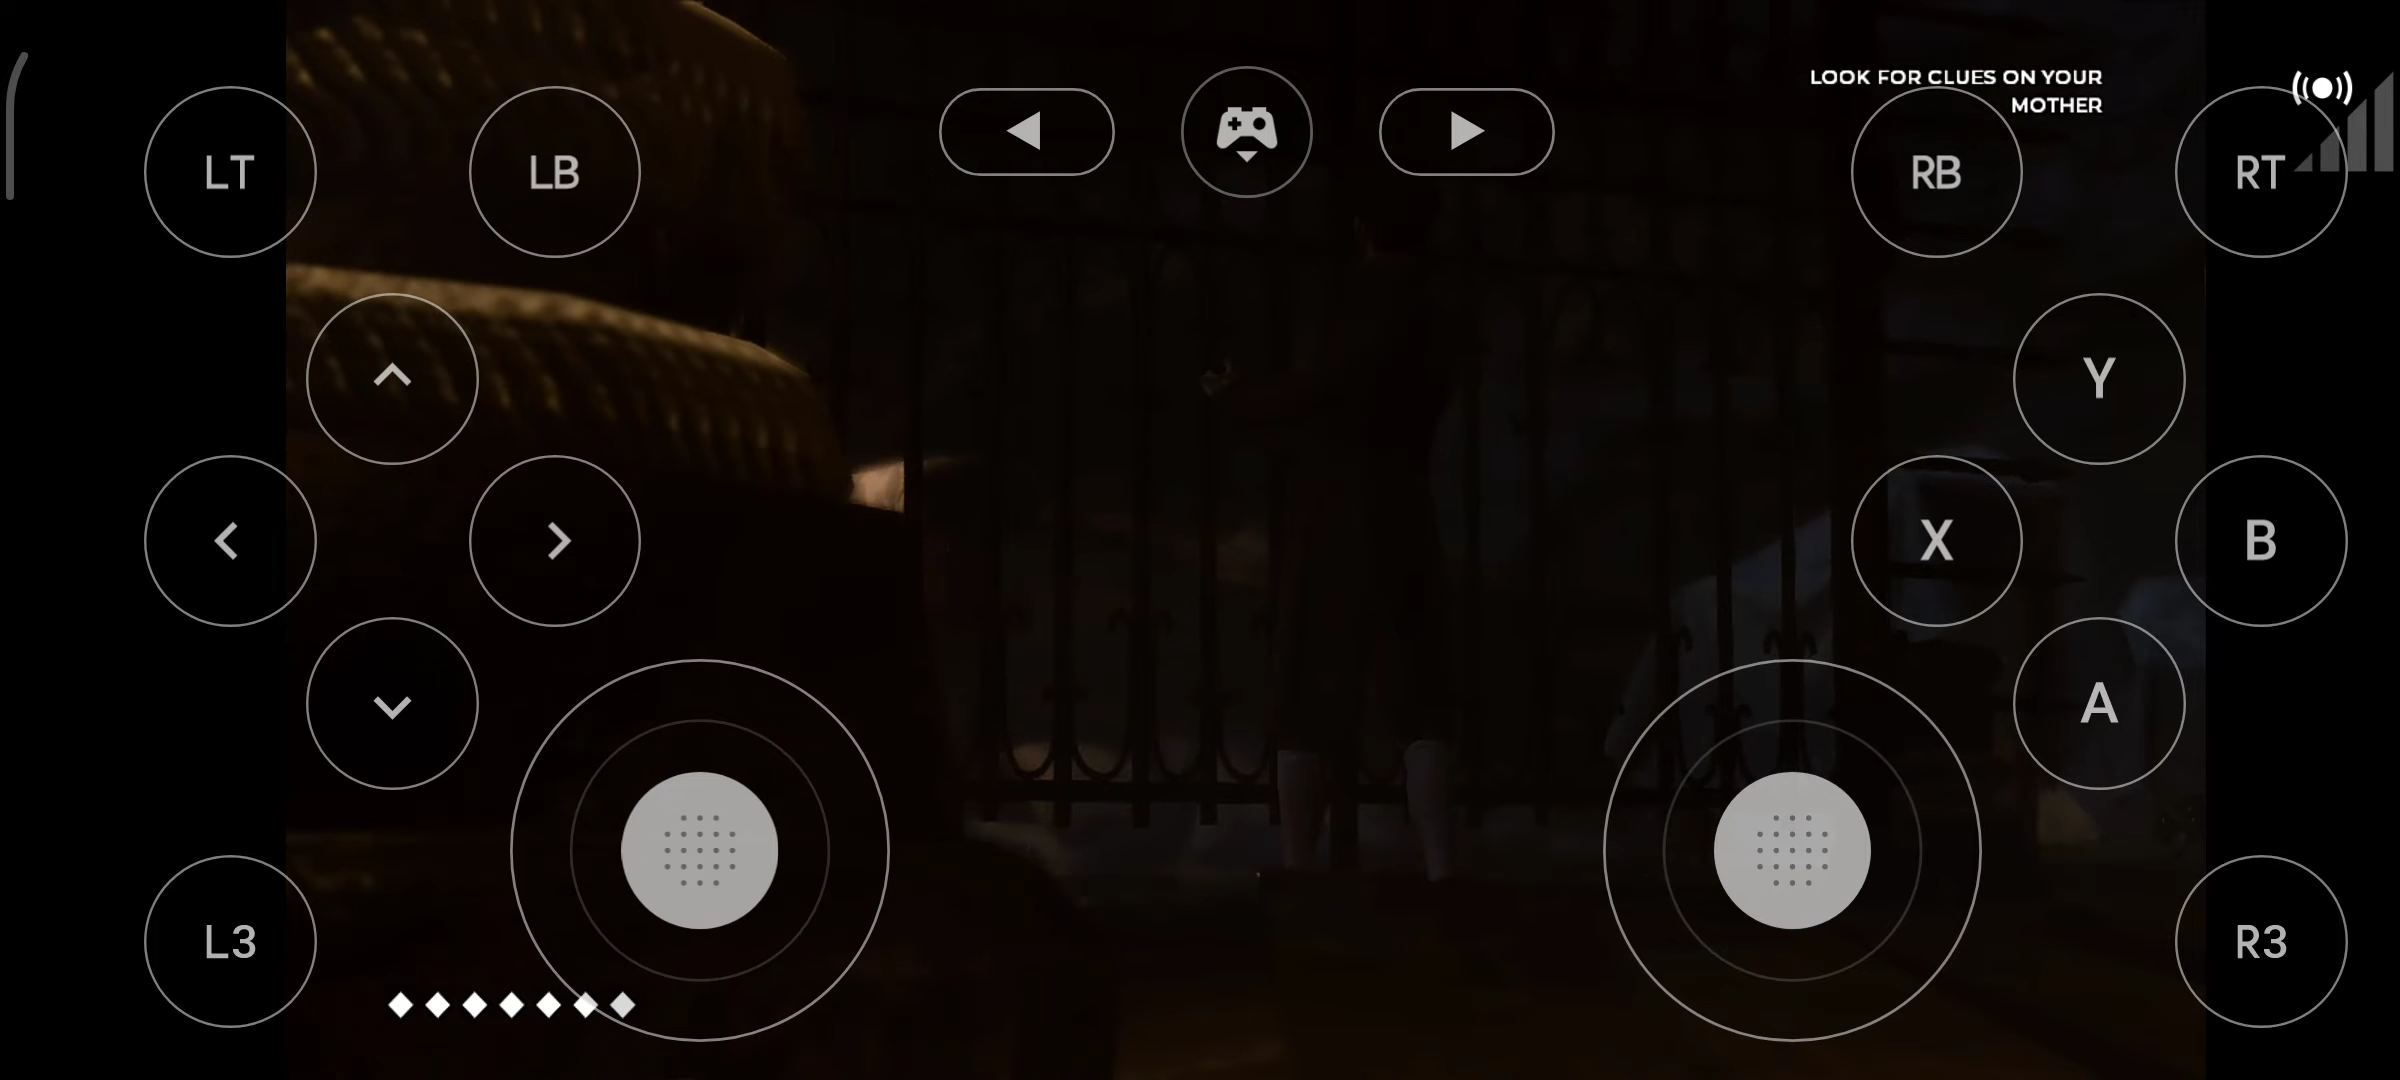 LOOK FOR CLUES ON YOUR
MOTHER
LT
LB
RB
RT
Y
X
B
A
L3
R3